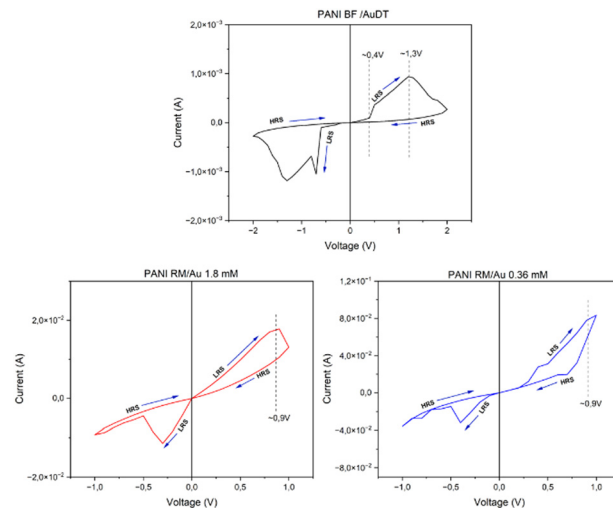 PANI BF /AuDT
2,0×10⁻³
1,0×10⁻³
0,0
−1,0×10⁻³
−2,0×10⁻³
Current (A)
~0,4V
~1,3V
LRS
HRS
HRS
LRS
−2
−1
0
1
2
Voltage (V)
PANI RM/Au 1.8 mM
2,0×10⁻²
0,0
−2,0×10⁻²
Current (A)
LRS
HRS
HRS
LRS
~0,9V
−1,0
−0,5
0,0
0,5
1,0
Voltage (V)
PANI RM/Au 0.36 mM
1,2×10⁻¹
8,0×10⁻²
4,0×10⁻²
0,0
−4,0×10⁻²
−8,0×10⁻²
Current (A)
LRS
HRS
HRS
LRS
~0,9V
−1,0
−0,5
0,0
0,5
1,0
Voltage (V)